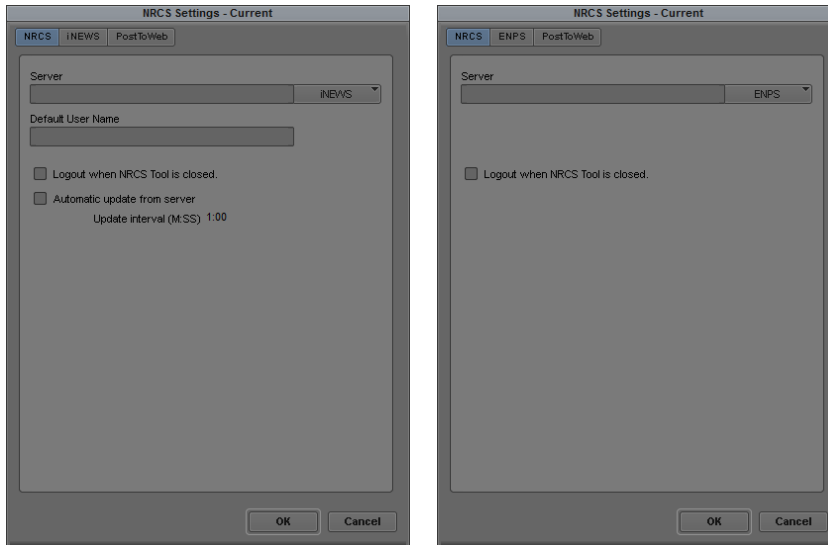 NRCS Settings - Current
NRCS iNEWS PostToWeb
Server
iNEWS
Default User Name
Logout when NRCS Tool is closed.
Automatic update from server
Update interval (M:SS) 1:00
OK Cancel
NRCS Settings - Current
NRCS ENPS PostToWeb
Server
ENPS
Logout when NRCS Tool is closed.
OK Cancel